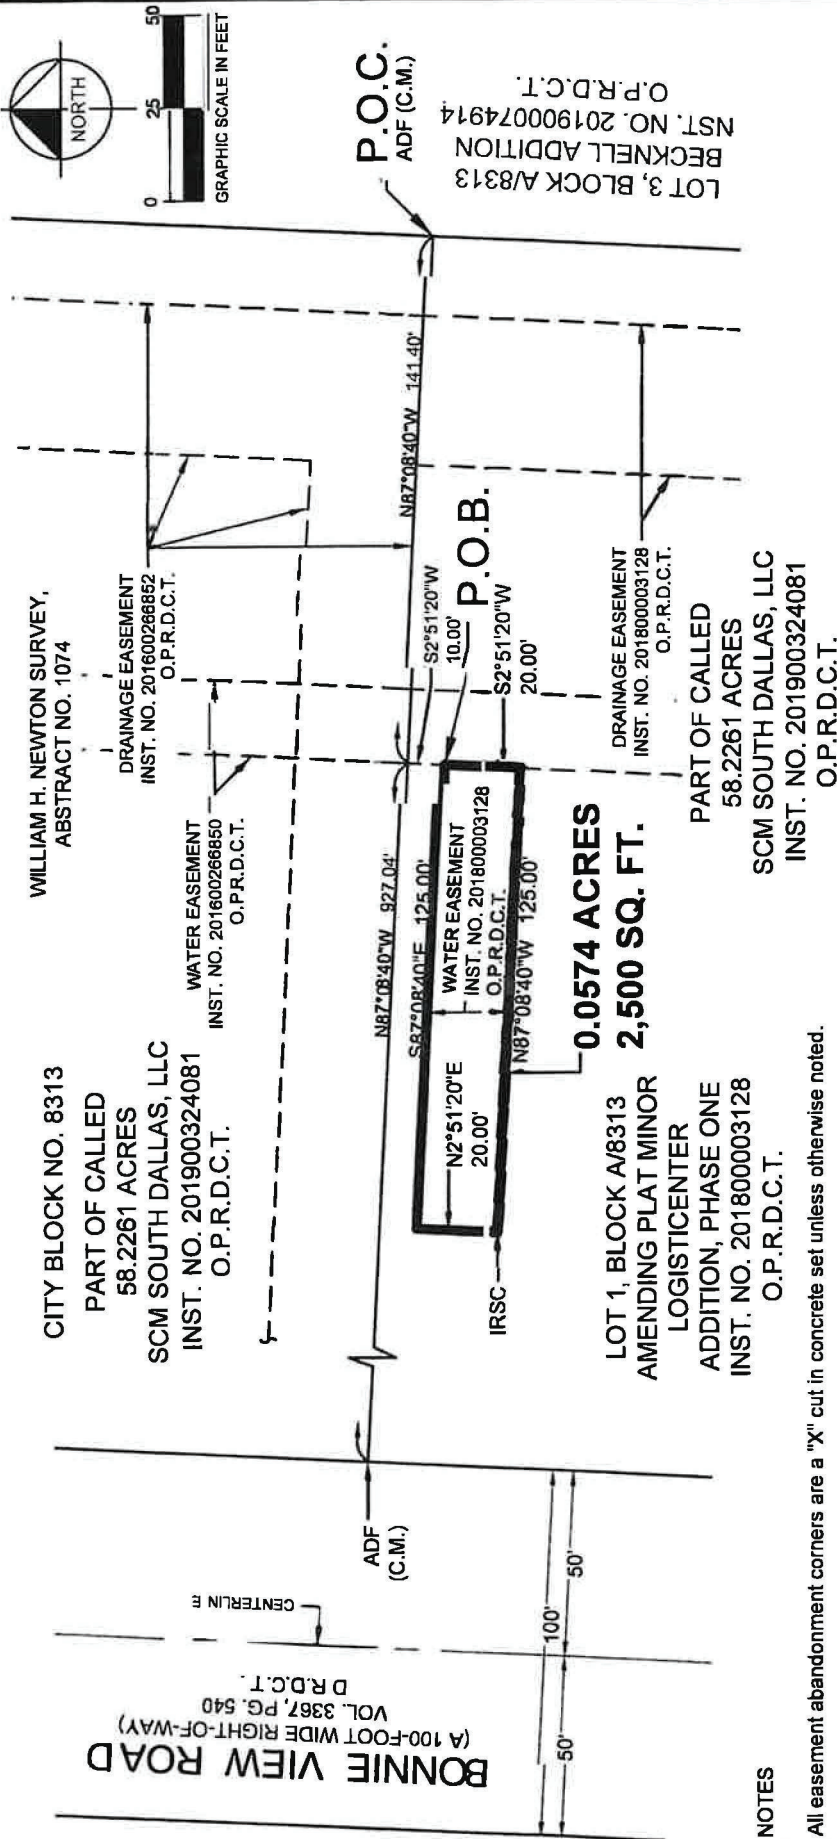 NORTH
0
25
50
GRAPHIC SCALE IN FEET
P.O.C.
ADF (C.M.)
LOT 3, BLOCK A/8313
BECKNELL ADDITION
NST. NO. 201900074914
O.P.R.D.C.T.
WILLIAM H. NEWTON SURVEY,
ABSTRACT NO. 1074
DRAINAGE EASEMENT
INST. NO. 201600266852
O.P.R.D.C.T.
WATER EASEMENT
INST. NO. 201600266850
O.P.R.D.C.T.
CITY BLOCK NO. 8313
PART OF CALLED
58.2261 ACRES
SCM SOUTH DALLAS, LLC
INST. NO. 201900324081
O.P.R.D.C.T.
N87°08'40"W 141.40'
S2°51'20"W
10.00'
P.O.B.
S2°51'20"W
20.00'
N87°08'40"W 927.04'
S87°08'40"E 125.00'
WATER EASEMENT
INST. NO. 201800003128
O.P.R.D.C.T.
N2°51'20"E
20.00'
N87°08'40"W 125.00'
0.0574 ACRES
2,500 SQ. FT.
IRSC
DRAINAGE EASEMENT
INST. NO. 201800003128
O.P.R.D.C.T.
PART OF CALLED
58.2261 ACRES
SCM SOUTH DALLAS, LLC
INST. NO. 201900324081
O.P.R.D.C.T.
LOT 1, BLOCK A/8313
AMENDING PLAT MINOR
LOGISTICENTER
ADDITION, PHASE ONE
INST. NO. 201800003128
O.P.R.D.C.T.
ADF
(C.M.)
CENTERLIN E
BONNIE VIEW ROAD
(A 100-FOOT WIDE RIGHT-OF-WAY)
VOL. 3367, PG. 540
D R.D.C.T.
100'
50'
50'
NOTES
All easement abandonment corners are a "X" cut in concrete set unless otherwise noted.